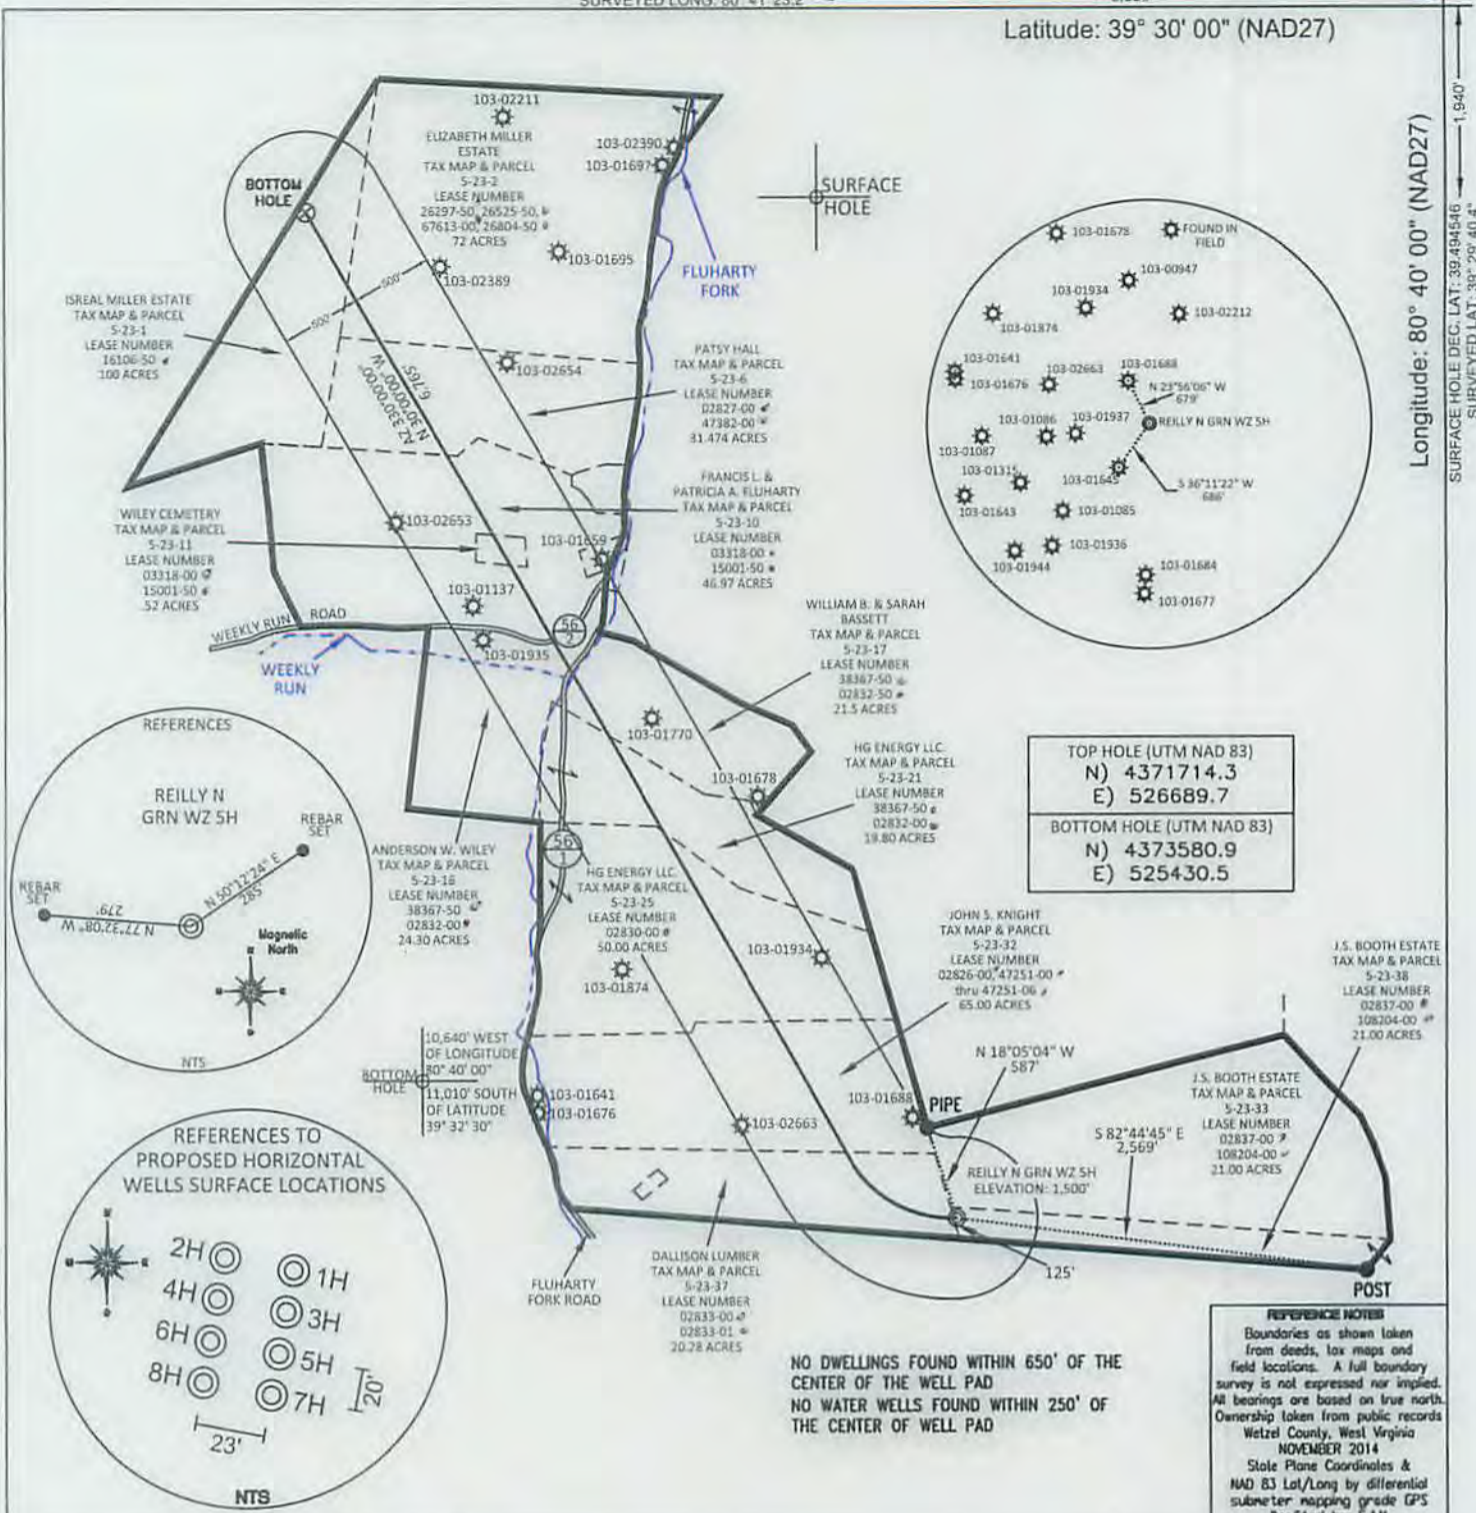 SURVEYED LONG: 80° 41' 23.2"
Latitude: 39° 30' 00" (NAD27)
1,940'
Longitude: 80° 40' 00" (NAD27)
SURFACE HOLE DEC. LAT: 39.494546
SURVEYED LAT: 39° 29' 40.4"
103-02211
ELIZABETH MILLER
ESTATE
TAX MAP & PARCEL
5-23-2
LEASE NUMBER
26297-50, 26525-50,
67613-00, 26804-50
72 ACRES
103-02390
103-01697
BOTTOM
HOLE
103-01695
103-02389
500'
500'
FLUHARTY
FORK
SURFACE
HOLE
ISREAL MILLER ESTATE
TAX MAP & PARCEL
5-23-1
LEASE NUMBER
16106-50
100 ACRES
AZ 330°00'00"
N 30°00'00" W
6,765'
103-02654
PATSY HALL
TAX MAP & PARCEL
5-23-6
LEASE NUMBER
02827-00
47382-00
31.474 ACRES
103-01678
FOUND IN
FIELD
103-00947
103-01934
103-02212
103-01874
103-01641
103-01676
103-02663
103-01688
N 23°56'06" W
679'
103-01086
103-01937
REILLY N GRN WZ 5H
103-01087
103-01315
103-01645
S 36°11'22" W
686'
103-01643
103-01085
103-01944
103-01936
103-01684
103-01677
WILEY CEMETERY
TAX MAP & PARCEL
5-23-11
LEASE NUMBER
03318-00
15001-50
.52 ACRES
103-02653
103-01659
FRANCIS L. &
PATRICIA A. FLUHARTY
TAX MAP & PARCEL
5-23-10
LEASE NUMBER
03318-00
15001-50
46.97 ACRES
103-01137
WEEKLY RUN ROAD
103-01935
56
2
WEEKLY
RUN
WILLIAM B. & SARAH
BASSETT
TAX MAP & PARCEL
5-23-17
LEASE NUMBER
38367-50
02832-50
21.5 ACRES
103-01770
103-01678
HG ENERGY LLC.
TAX MAP & PARCEL
5-23-21
LEASE NUMBER
38367-50
02832-00
19.80 ACRES
TOP HOLE (UTM NAD 83)
N) 4371714.3
E) 526689.7
BOTTOM HOLE (UTM NAD 83)
N) 4373580.9
E) 525430.5
REFERENCES
REILLY N
GRN WZ 5H
REBAR
SET
REBAR
SET
N 50°12'24" E
285'
279'
N 77°32'08" W
Magnetic
North
NTS
ANDERSON W. WILEY
TAX MAP & PARCEL
5-23-18
LEASE NUMBER
38367-50
02832-00
24.30 ACRES
56
1
HG ENERGY LLC.
TAX MAP & PARCEL
5-23-25
LEASE NUMBER
02830-00
50.00 ACRES
103-01874
103-01934
JOHN S. KNIGHT
TAX MAP & PARCEL
5-23-32
LEASE NUMBER
02826-00, 47251-00
thru 47251-06
65.00 ACRES
J.S. BOOTH ESTATE
TAX MAP & PARCEL
5-23-38
LEASE NUMBER
02837-00
108204-00
21.00 ACRES
BOTTOM
HOLE
10,640' WEST
OF LONGITUDE
80° 40' 00"
11,010' SOUTH
OF LATITUDE
39° 32' 30"
103-01641
103-01676
103-02663
103-01688
PIPE
N 18°05'04" W
587'
J.S. BOOTH ESTATE
TAX MAP & PARCEL
5-23-33
LEASE NUMBER
02837-00
108204-00
21.00 ACRES
S 82°44'45" E
2,569'
REILLY N GRN WZ 5H
ELEVATION: 1,500'
125'
POST
REFERENCES TO
PROPOSED HORIZONTAL
WELLS SURFACE LOCATIONS
2H
1H
4H
3H
6H
5H
8H
7H
20'
23'
NTS
FLUHARTY
FORK ROAD
DALLISON LUMBER
TAX MAP & PARCEL
5-23-37
LEASE NUMBER
02833-00
02833-01
20.28 ACRES
NO DWELLINGS FOUND WITHIN 650' OF THE
CENTER OF THE WELL PAD
NO WATER WELLS FOUND WITHIN 250' OF
THE CENTER OF WELL PAD
REFERENCE NOTES
Boundaries as shown taken
from deeds, tax maps and
field locations. A full boundary
survey is not expressed nor implied.
All bearings are based on true north.
Ownership taken from public records
Wetzel County, West Virginia
NOVEMBER 2014
State Plane Coordinates &
NAD 83 Lat/Long by differential
submeter mapping grade GPS